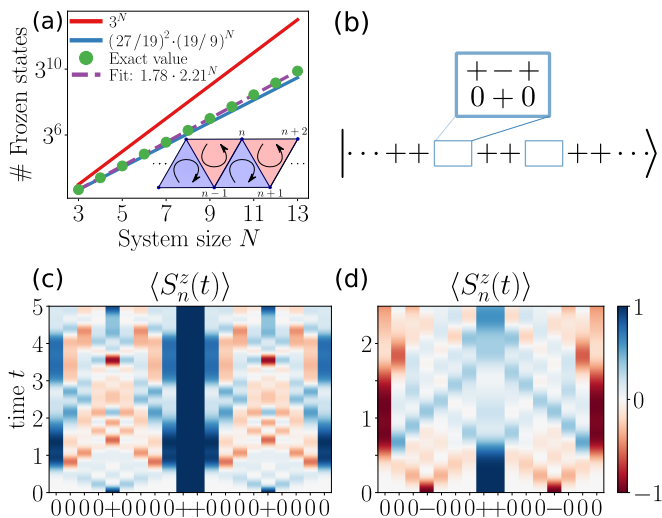 (a)
3^N
(27/19)^2·(19/9)^N
Exact value
Fit: 1.78 · 2.21^N
# Frozen states
3^10
3^6
n
n + 2
n − 1
n + 1
3 5 7 9 11 13
System size N
(b)
+ − +
0 + 0
|· · · ++ ++ ++ · · ·⟩
(c)
⟨S_n^z(t)⟩
time t
5
4
3
2
1
0
0000+0000++0000+0000
(d)
⟨S_n^z(t)⟩
2
1
0
000−000++000−000
1
0
−1